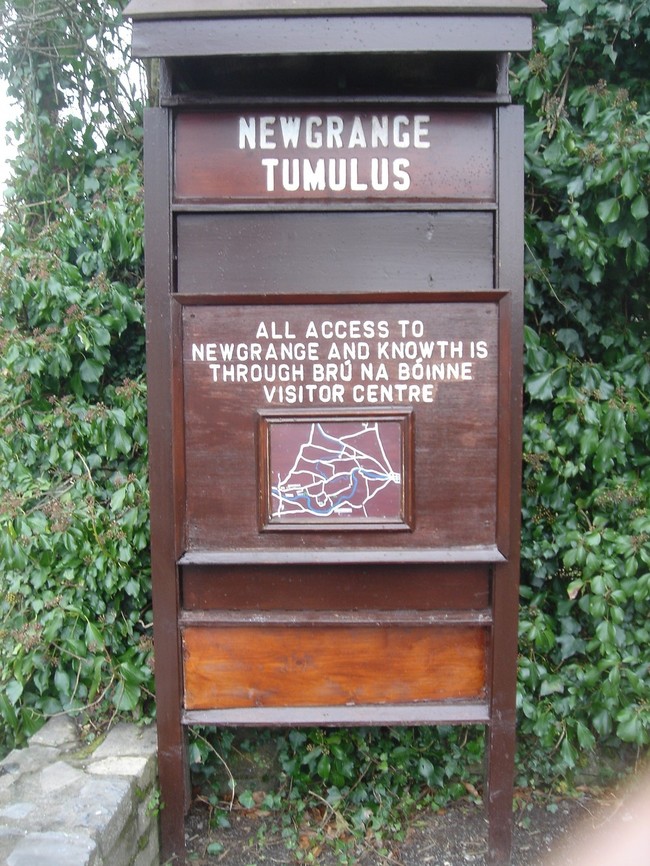 NEWGRANGE
TUMULUS
ALL ACCESS TO
NEWGRANGE AND KNOWTH IS
THROUGH BRÚ NA BÓINNE
VISITOR CENTRE